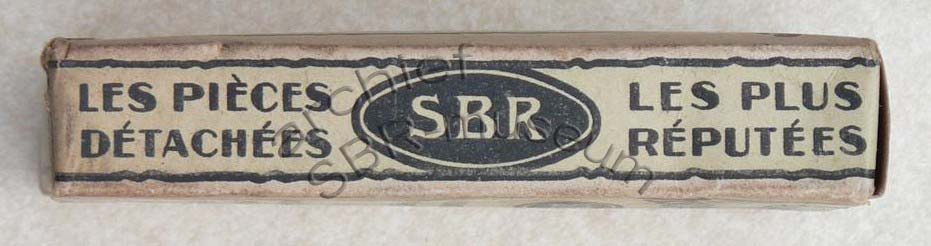 LES PIÈCES
DÉTACHÉES
SBR
LES PLUS
RÉPUTÉES
archief
SBR museum